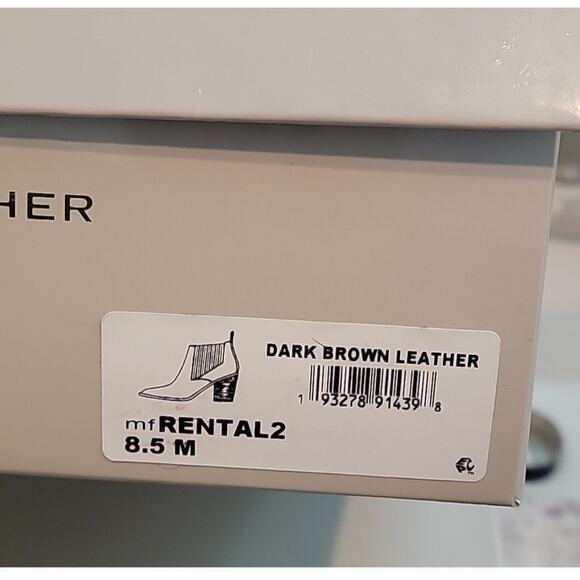 HER
DARK BROWN LEATHER
1 93278 91439 8
mfRENTAL2
8.5 M